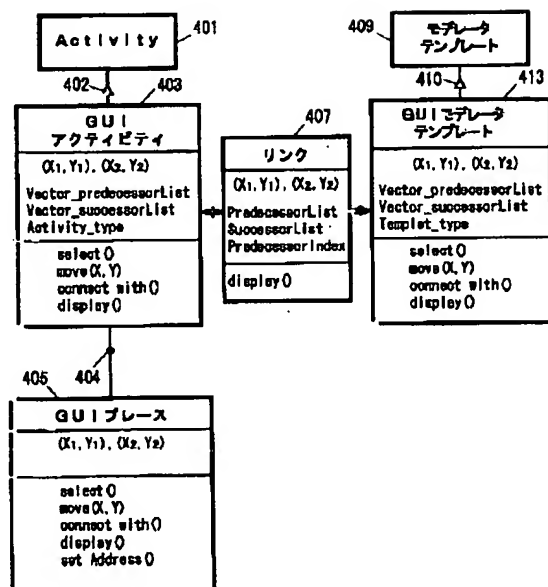 Activity
401
402
403
GUI
アクティビティ
(X1,Y1),(X2,Y2)
Vector_predecessorList
Vector_successorList
Activity_type
select()
move(X,Y)
connect with()
display()
404
405
GUIプレース
(X1,Y1),(X2,Y2)
select()
move(X,Y)
connect with()
display()
set Address()
407
リンク
(X1,Y1),(X2,Y2)
PredecessorList
SuccessorList
PredecessorIndex
display()
409
モデレータ
テンプレート
410
413
GUIモデレータ
テンプレート
(X1,Y1),(X2,Y2)
Vector_predecessorList
Vector_successorList
Templet_type
select()
move(X,Y)
connect with()
display()